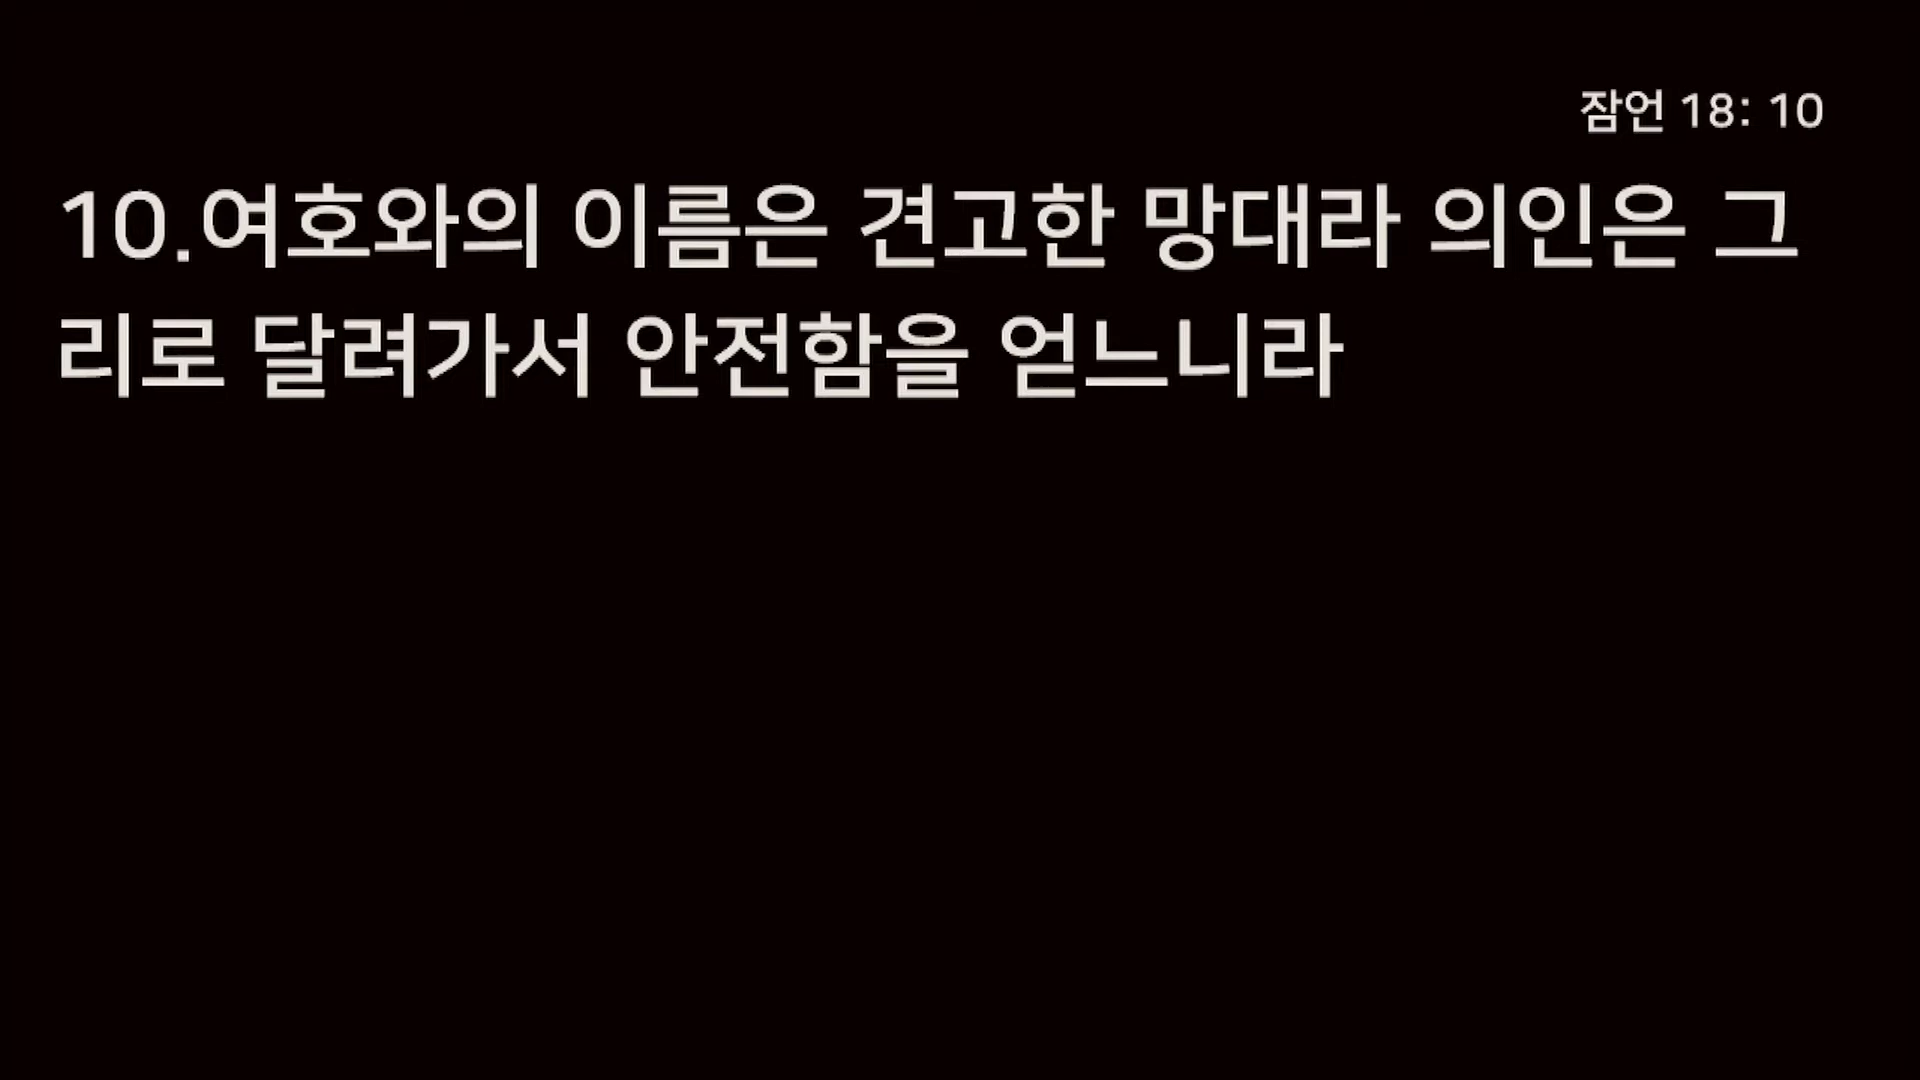 잠언 18: 10
10.여호와의 이름은 견고한 망대라 의인은 그
리로 달려가서 안전함을 얻느니라